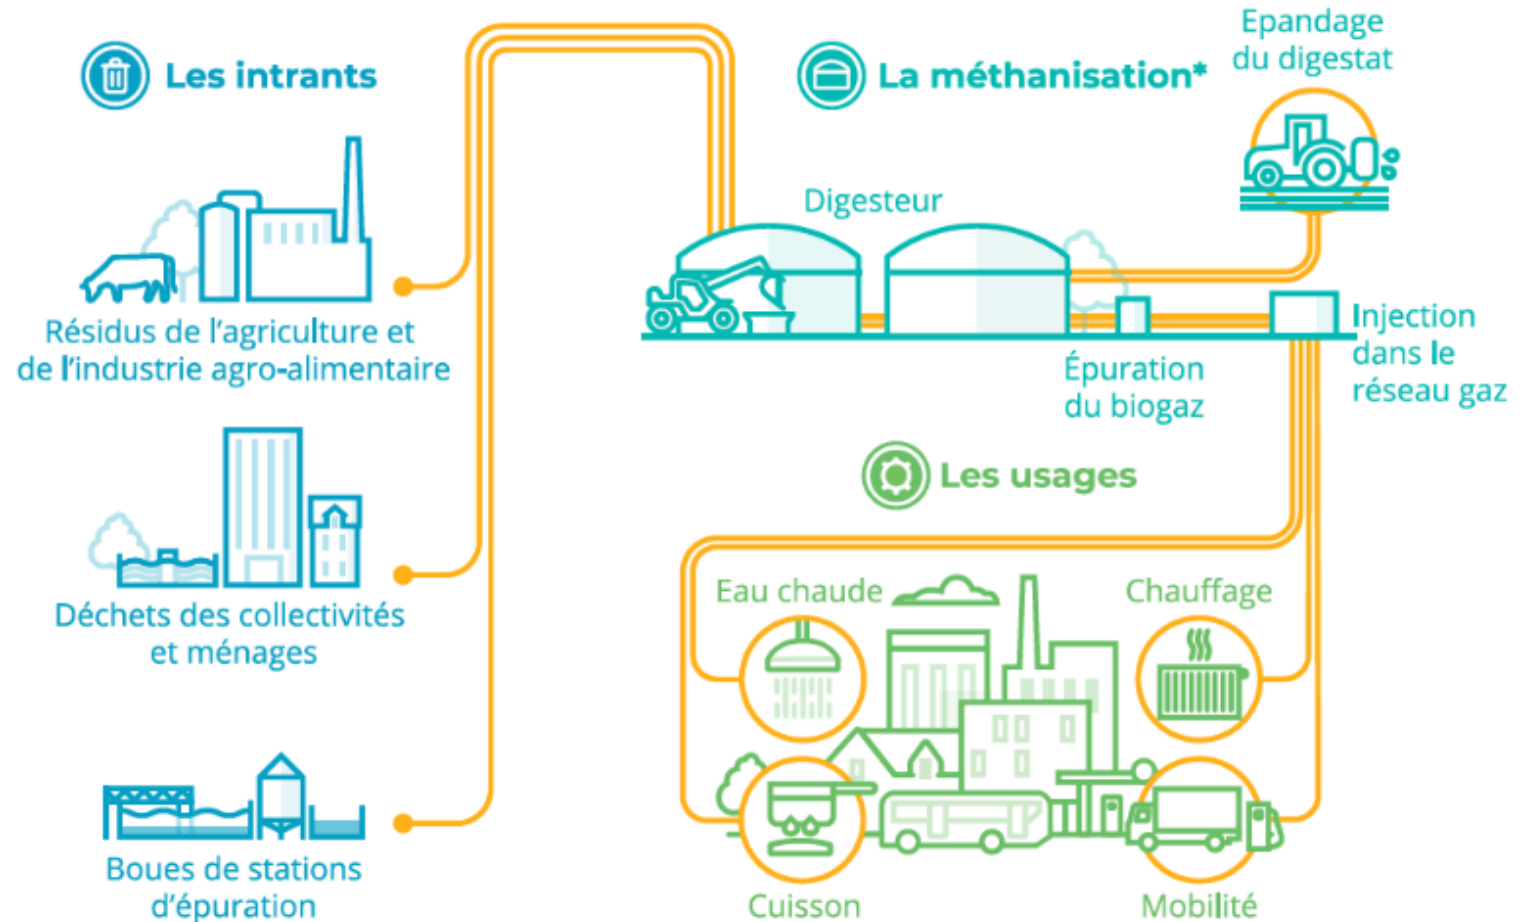 Les intrants
Résidus de l'agriculture et
de l'industrie agro-alimentaire
Déchets des collectivités
et ménages
Boues de stations
d'épuration
La méthanisation*
Epandage
du digestat
Digesteur
Épuration
du biogaz
Injection
dans le
réseau gaz
Les usages
Eau chaude
Chauffage
Cuisson
Mobilité